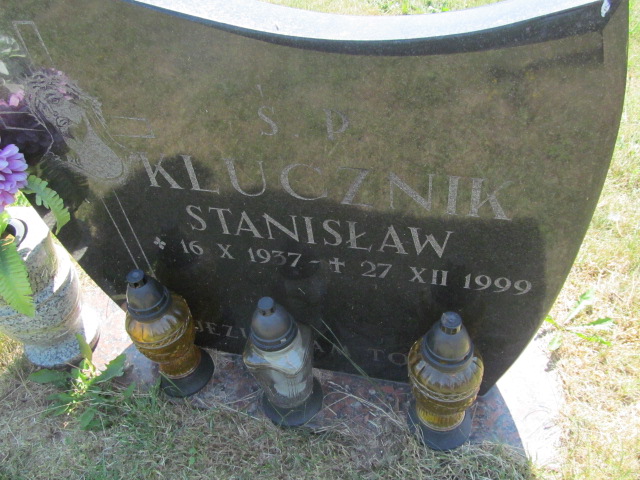 Ś. P.
KLUCZNIK
STANISŁAW
* 16 X 1937 - + 27 XII 1999